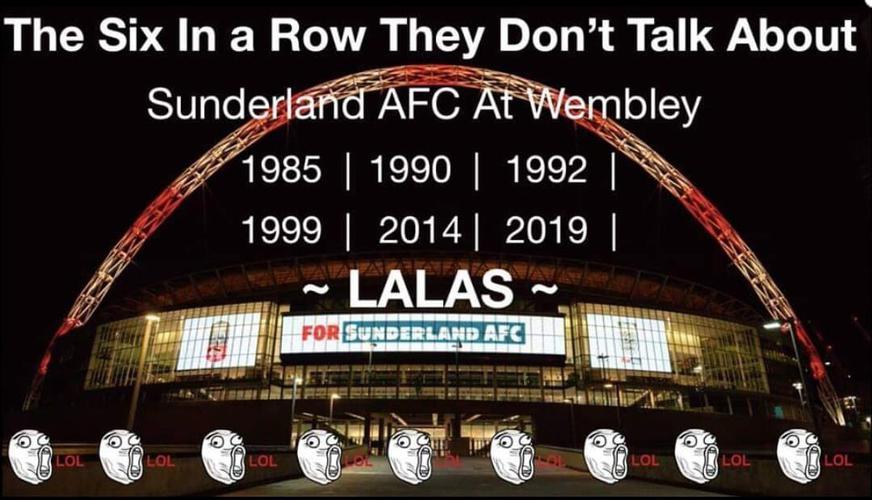 The Six In a Row They Don’t Talk About
Sunderland AFC At Wembley
1985 | 1990 | 1992 |
1999 | 2014 | 2019 |
~ LALAS ~
FOR SUNDERLAND AFC
LOL LOL LOL LOL LOL LOL LOL LOL LOL